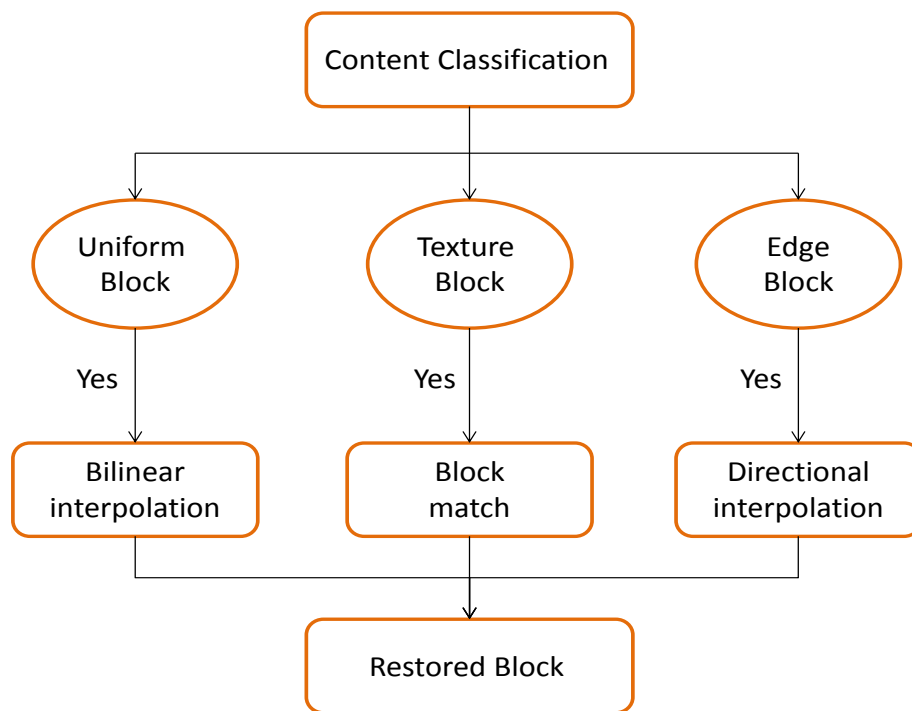 Content Classification
Uniform
Block
Texture
Block
Edge
Block
Yes
Yes
Yes
Bilinear
interpolation
Block
match
Directional
interpolation
Restored Block